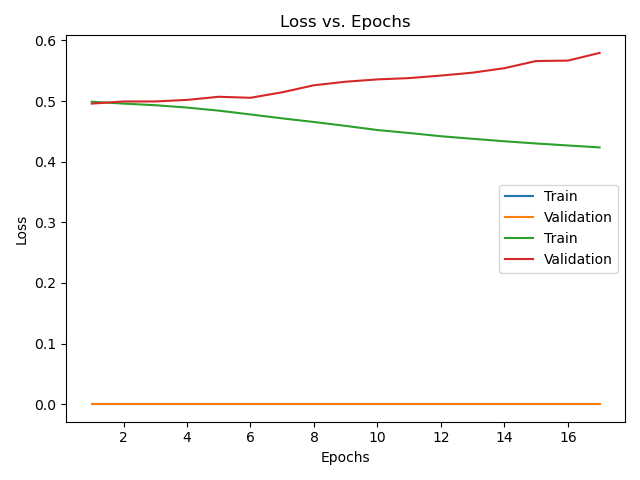 Loss vs. Epochs
0.6
0.5
0.4
0.3
0.2
0.1
0.0
Loss
Train
Validation
Train
Validation
2 4 6 8 10 12 14 16
Epochs